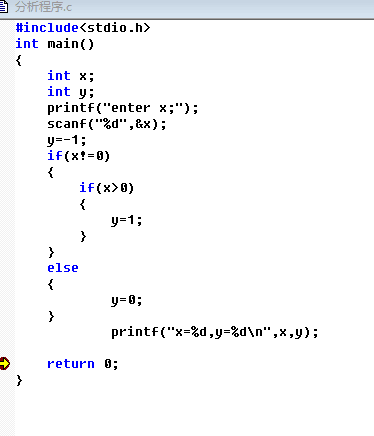 分析程序.c
#include<stdio.h>
int main()
{
    int x;
    int y;
    printf("enter x;");
    scanf("%d",&x);
    y=-1;
    if(x!=0)
    {
        if(x>0)
        {
            y=1;
        }
    }
    else
    {
            y=0;
    }
            printf("x=%d,y=%d\n",x,y);
    return 0;
}